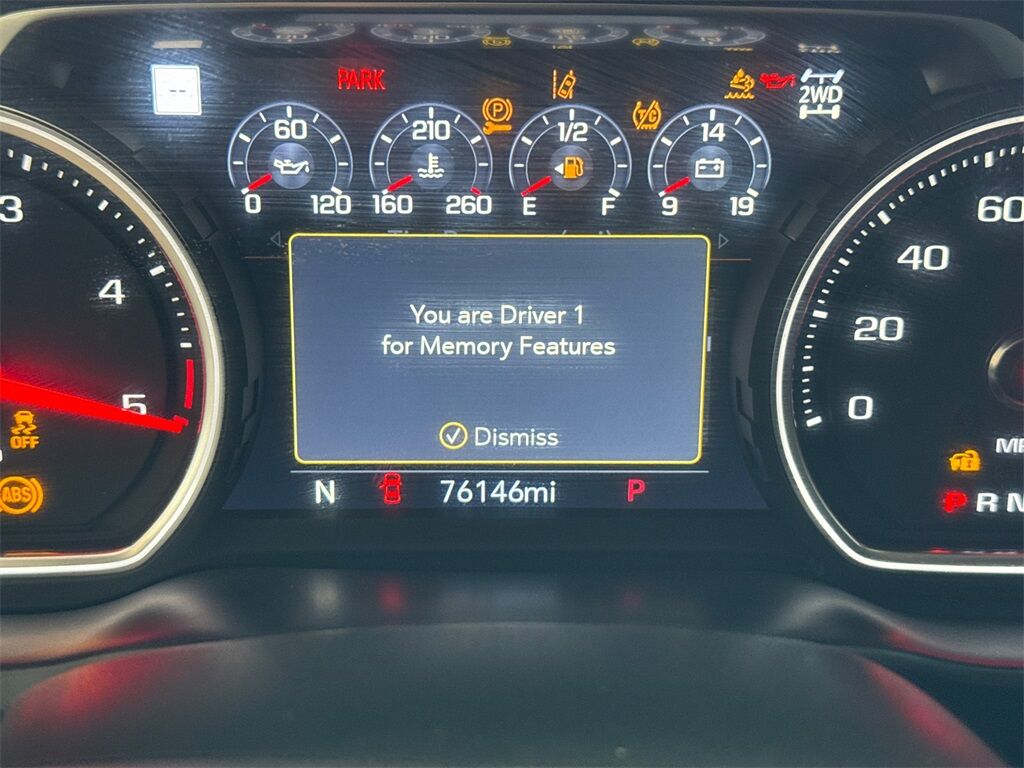 PARK
2WD
60
210
1/2
14
0 120
160 260
E F
9 19
T/C
P
3
4
5
OFF
ABS
You are Driver 1
for Memory Features
Dismiss
N 76146mi P
60
40
20
0
P R N